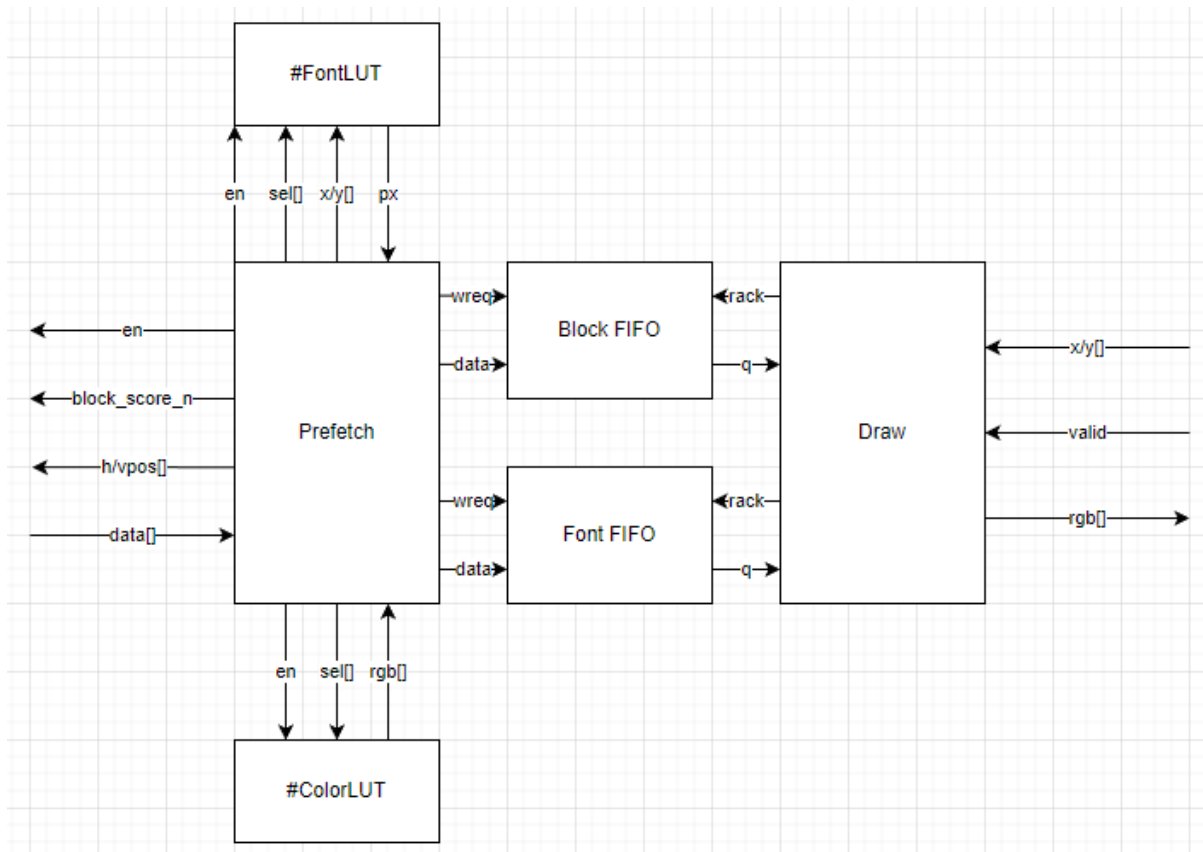 #FontLUT
en
sel[]
x/y[]
px
wreq
rack
Block FIFO
en
x/y[]
data
q
block_score_n
Prefetch
Draw
valid
h/vpos[]
wreq
rack
rgb[]
data[]
Font FIFO
data
q
en
sel[]
rgb[]
#ColorLUT